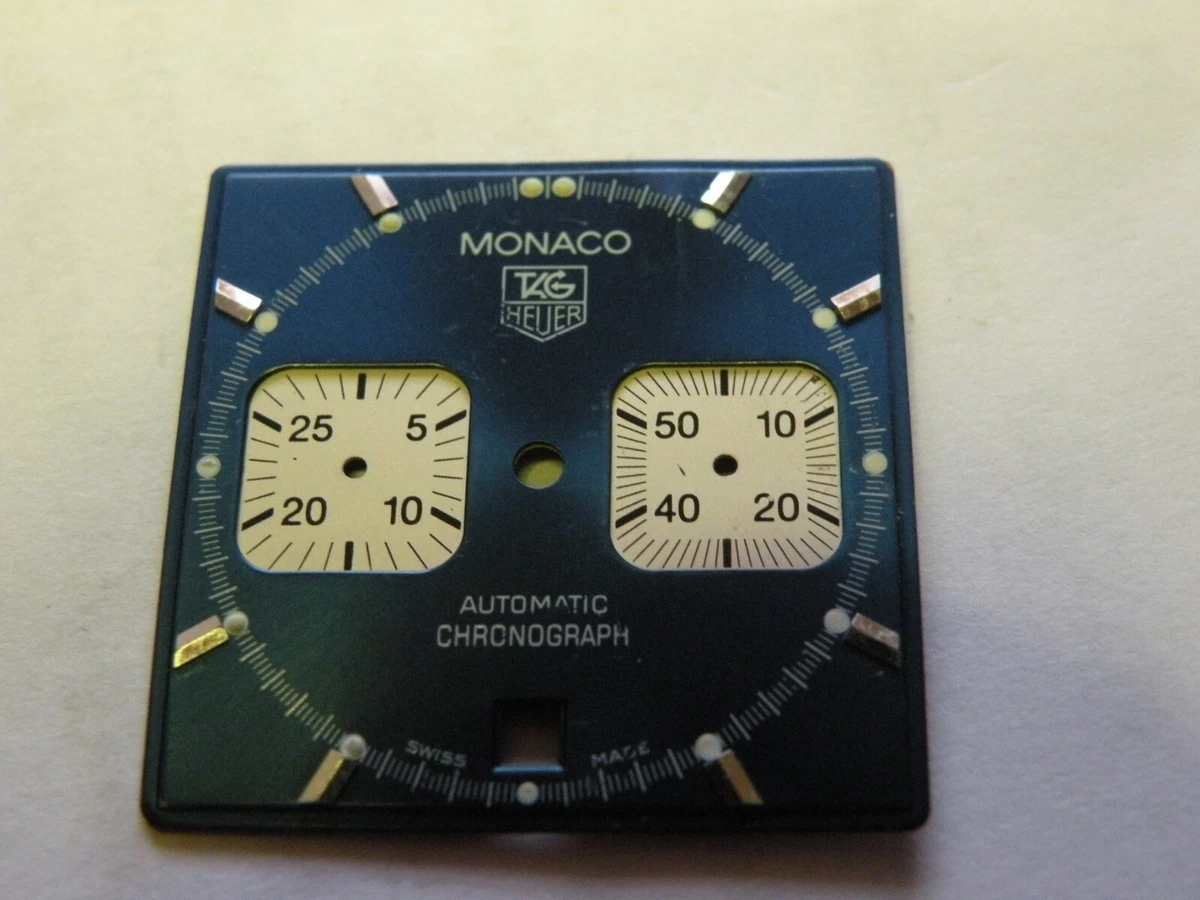 MONACO
TAG
HEUER
25 5
20 10
50 10
40 20
AUTOMATIC
CHRONOGRAPH
SWISS MADE